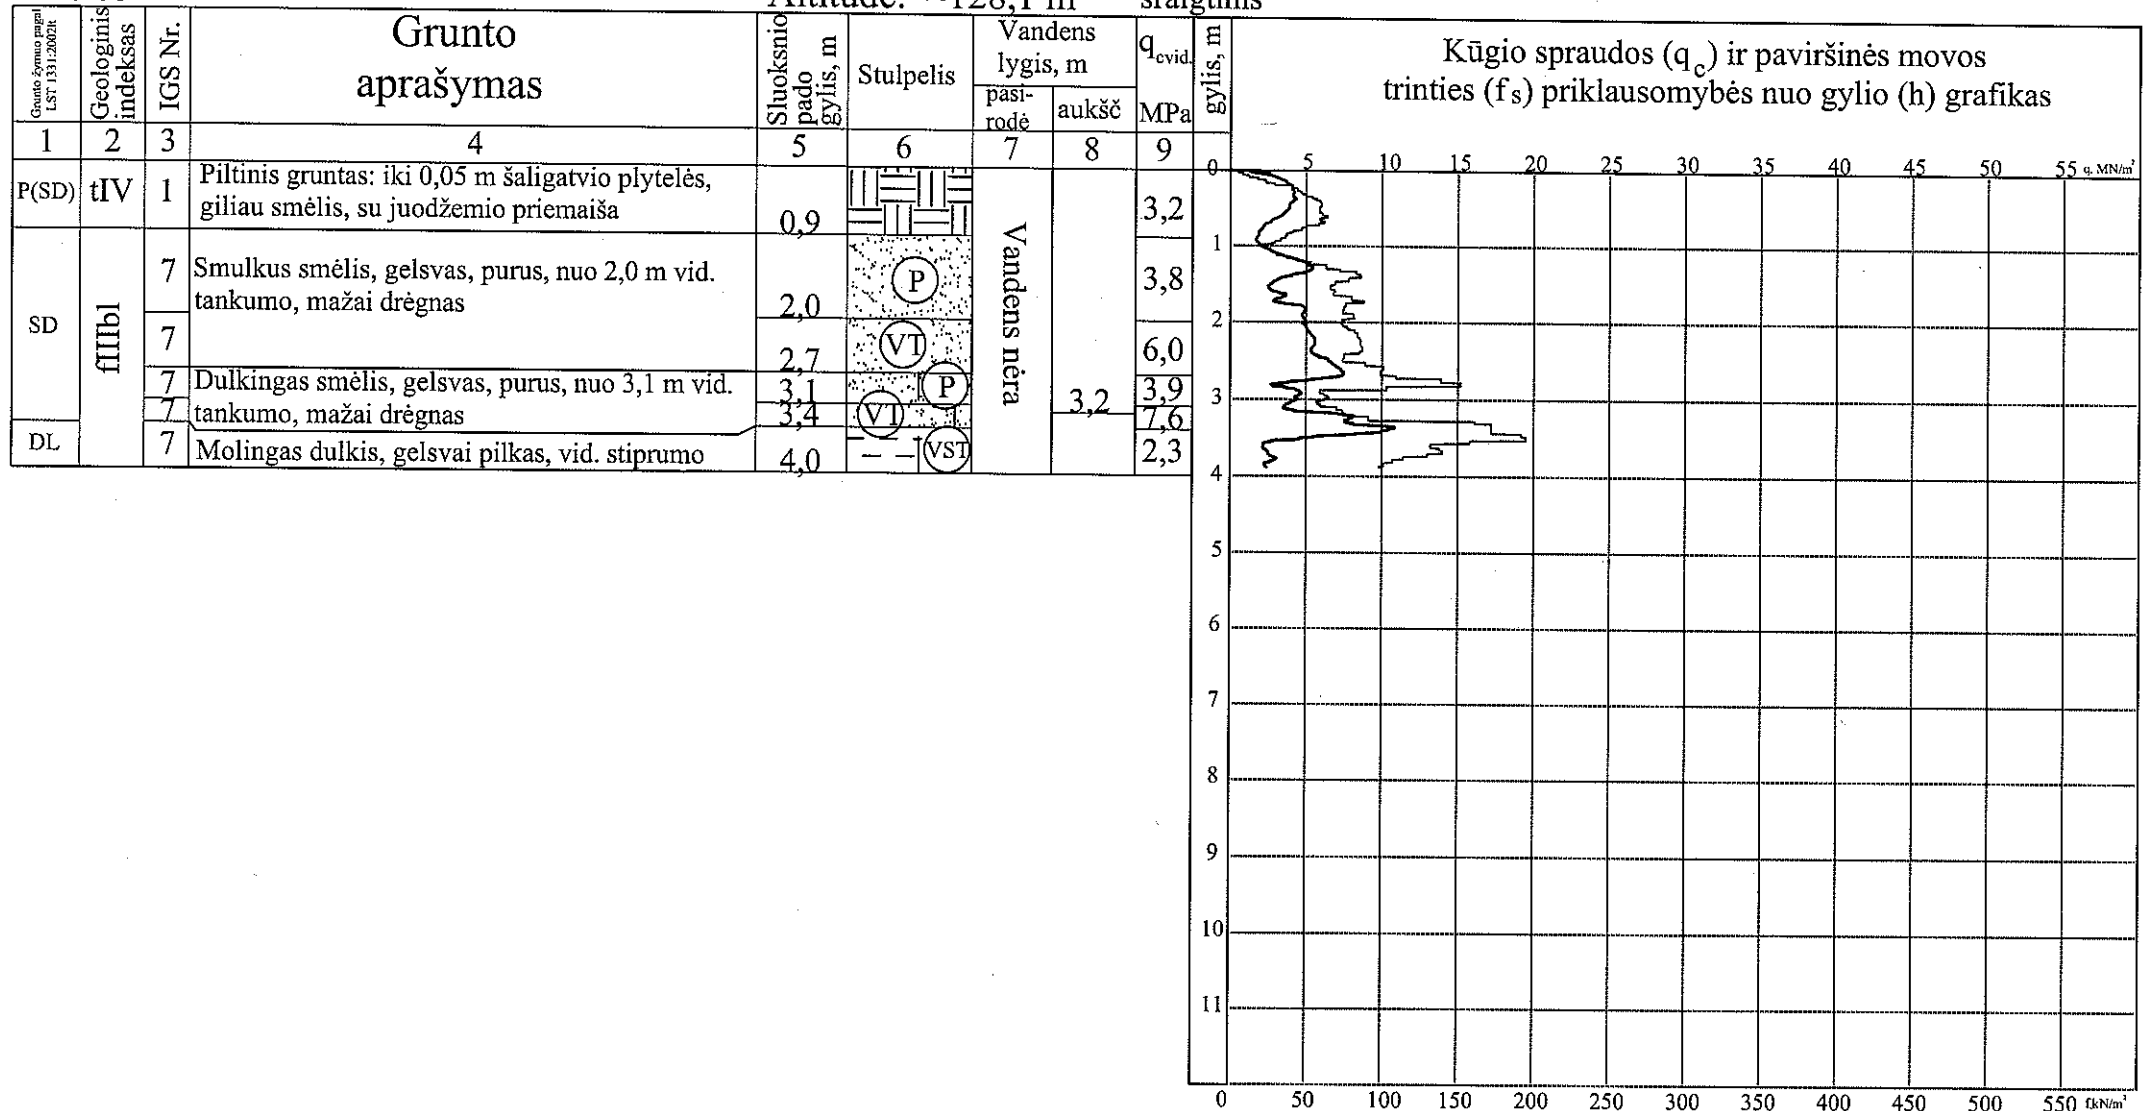 Grunto žymuo pagal
LST 1331:2002lt
Geologinis
indeksas
IGS Nr.
Grunto
aprašymas
Sluoksnio
pado
gylis, m
Stulpelis
Vandens
lygis, m
pasi-
rodė
aukšč
qcvid.
MPa
gylis, m
Kūgio spraudos (qc) ir paviršinės movos
trinties (fs) priklausomybės nuo gylio (h) grafikas
1 2 3 4 5 6 7 8 9
0 5 10 15 20 25 30 35 40 45 50 55 q. MN/m²
P(SD) tIV 1 Piltinis gruntas: iki 0,05 m šaligatvio plytelės,
giliau smėlis, su juodžemio priemaiša
0,9
3,2
SD
fIIbl
7 Smulkus smėlis, gelsvas, purus, nuo 2,0 m vid.
tankumo, mažai drėgnas
2,0
P
3,8
7
2,7
VT
6,0
7 Dulkingas smėlis, gelsvas, purus, nuo 3,1 m vid.
3,1
P
3,9
7 tankumo, mažai drėgnas
3,4
VT
7,6
DL
7 Molingas dulkis, gelsvai pilkas, vid. stiprumo
4,0
VST
2,3
Vandens nėra
3,2
1
2
3
4
5
6
7
8
9
10
11
0 50 100 150 200 250 300 350 400 450 500 550 f.kN/m²